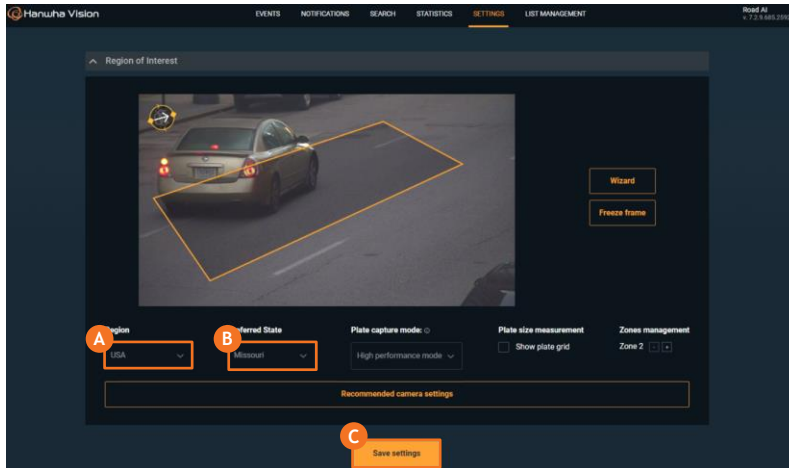 Hanwha Vision
EVENTS NOTIFICATIONS SEARCH STATISTICS SETTINGS LIST MANAGEMENT
Road AI
Region of Interest
Wizard
Freeze frame
Region
Preferred State
Plate capture mode:
Plate size measurement
Zones management
A
USA
B
Missouri
High performance mode
Show plate grid
Zone 2 - +
Recommended camera settings
C
Save settings